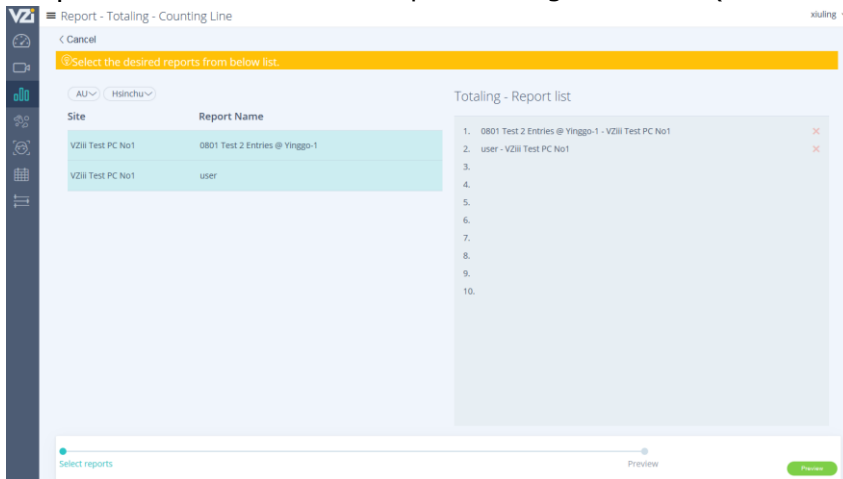 VZi
Report - Totaling - Counting Line
xiuling
Cancel
Select the desired reports from below list.
AU
Hsinchu
Site Report Name
VZiii Test PC No1 0801 Test 2 Entries @ Yinggo-1
VZiii Test PC No1 user
Totaling - Report list
1. 0801 Test 2 Entries @ Yinggo-1 - VZiii Test PC No1
2. user - VZiii Test PC No1
3.
4.
5.
6.
7.
8.
9.
10.
Select reports
Preview
Preview